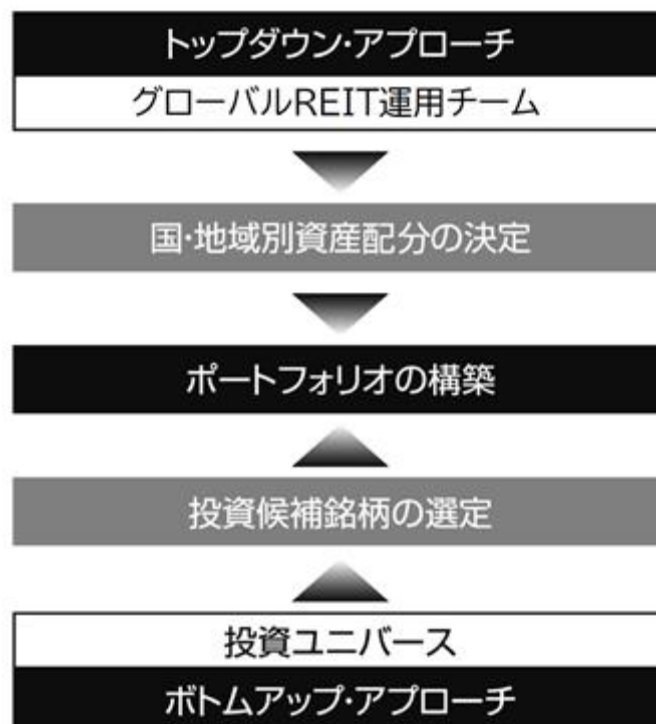 トップダウン・アプローチ
グローバルREIT運用チーム
国・地域別資産配分の決定
ポートフォリオの構築
投資候補銘柄の選定
投資ユニバース
ボトムアップ・アプローチ